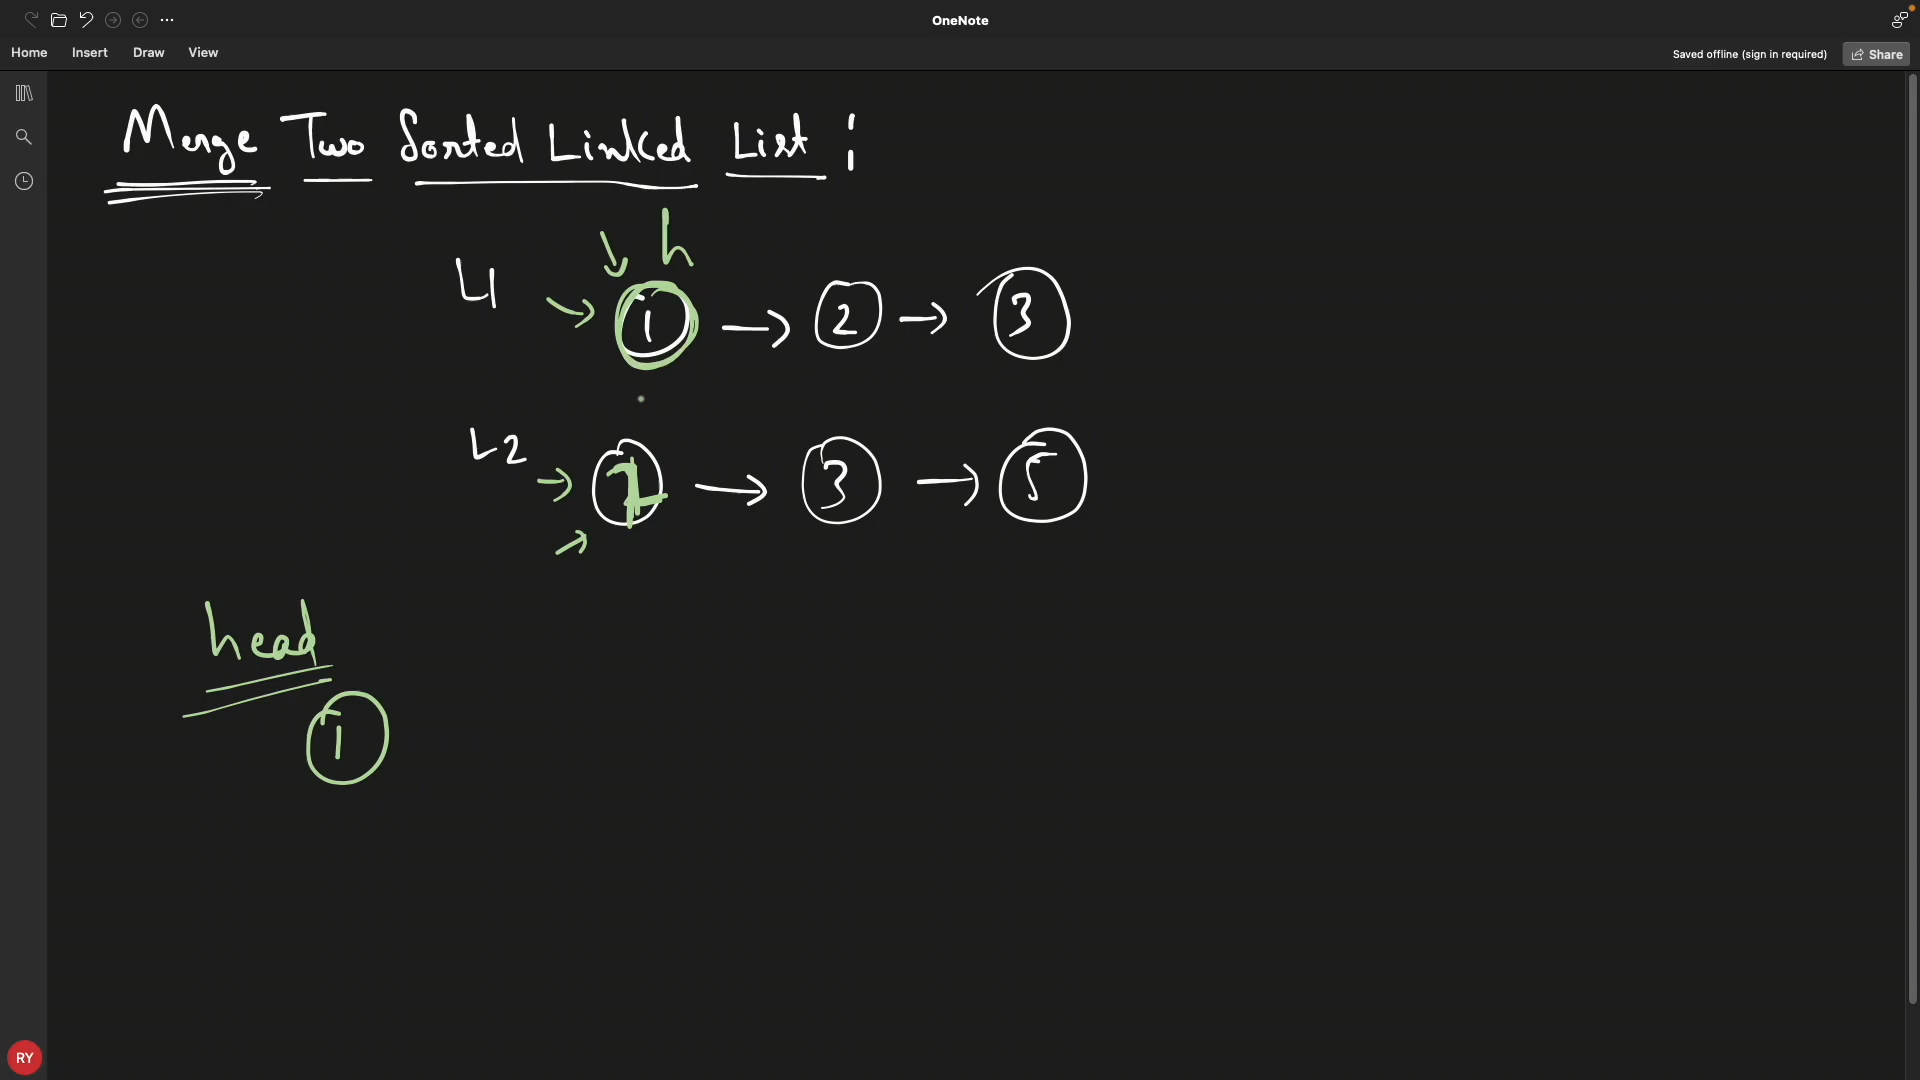 OneNote
Home Insert Draw View
Saved offline (sign in required) Share
Merge Two Sorted Linked List :
h
L1 1 → 2 → 3
L2 → 3 → 5
head
1
RY